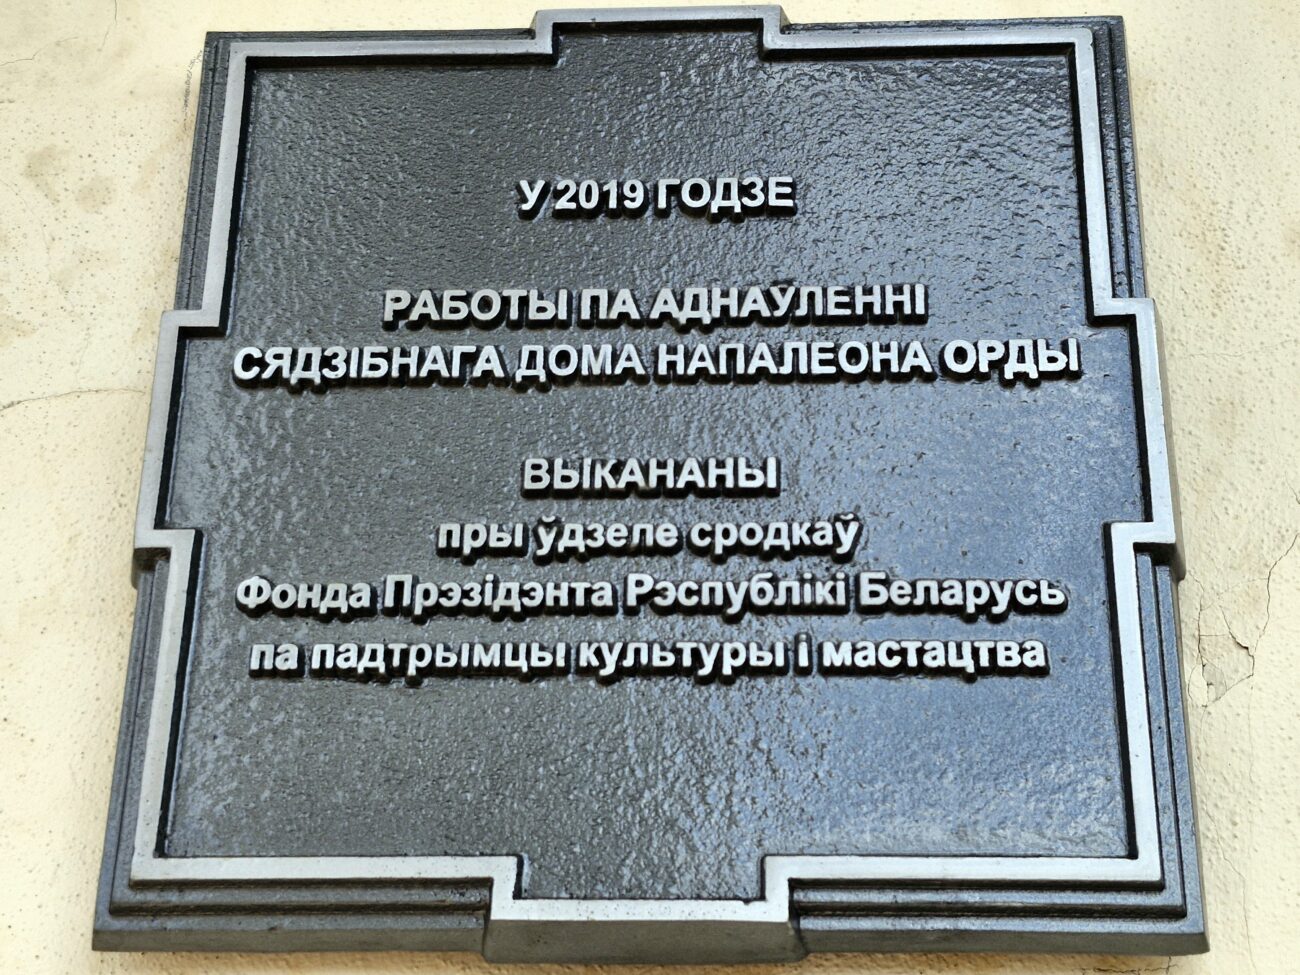 У 2019 ГОДЗЕ
РАБОТЫ ПА АДНАЎЛЕННІ
СЯДЗІБНАГА ДОМА НАПАЛЕОНА ОРДЫ
ВЫКАНАНЫ
пры ўдзеле сродкаў
Фонда Прэзідэнта Рэспублікі Беларусь
па падтрымцы культуры і мастацтва